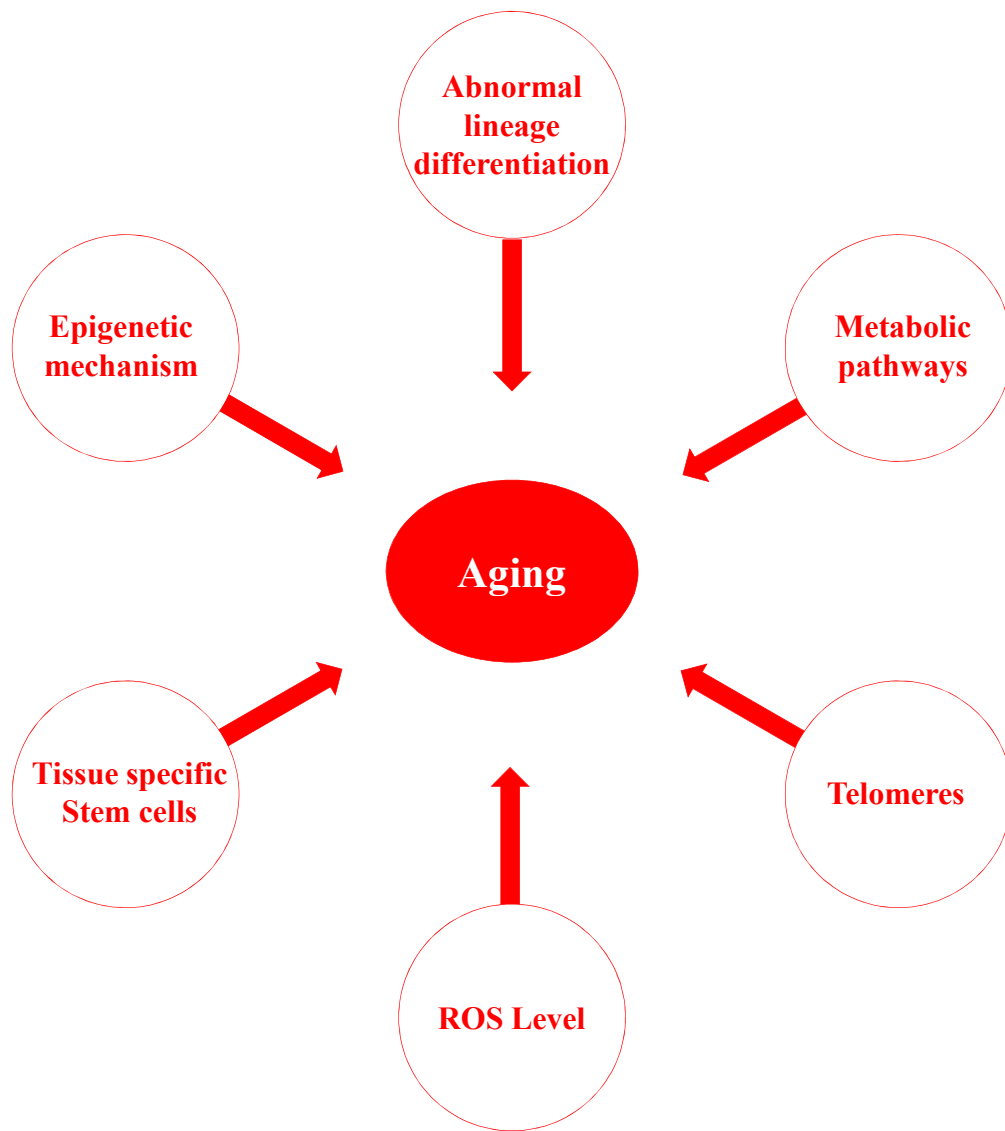 Abnormal
lineage
differentiation
Epigenetic
mechanism
Metabolic
pathways
Aging
Tissue specific
Stem cells
Telomeres
ROS Level